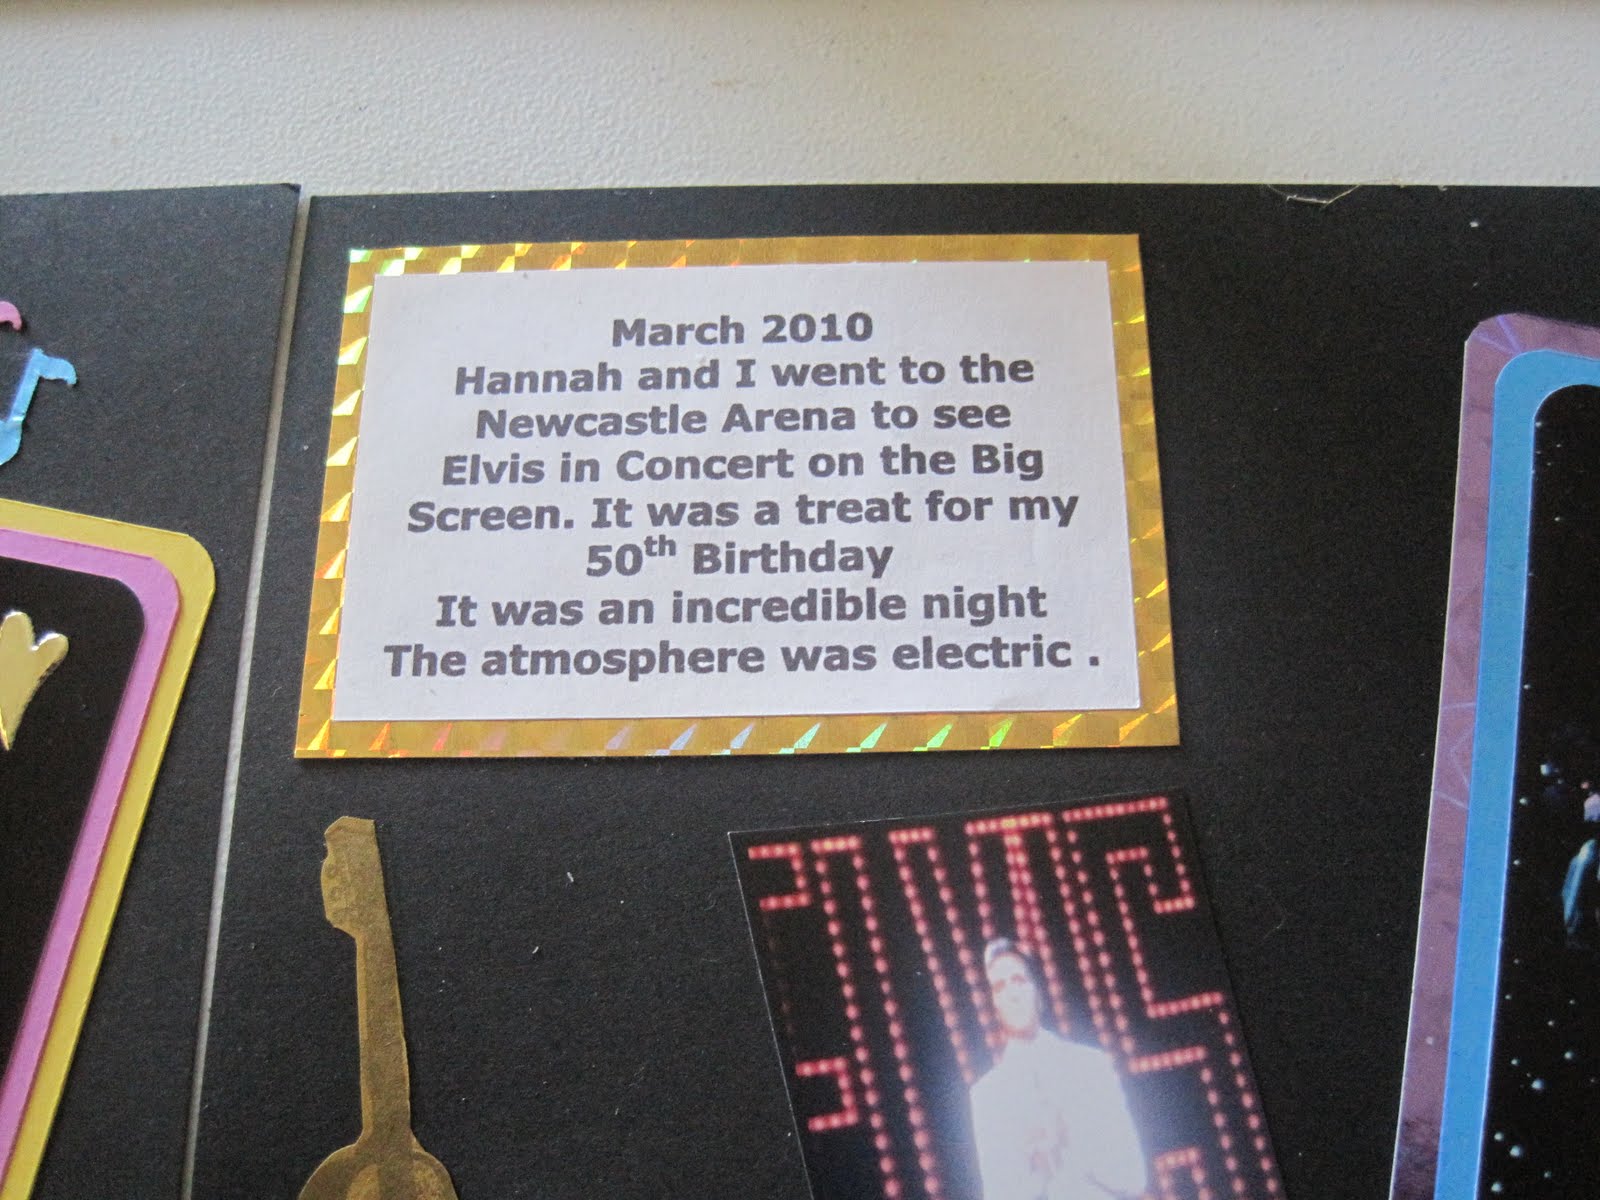 March 2010
Hannah and I went to the
Newcastle Arena to see
Elvis in Concert on the Big
Screen. It was a treat for my
50th Birthday
It was an incredible night
The atmosphere was electric .
ELVIS